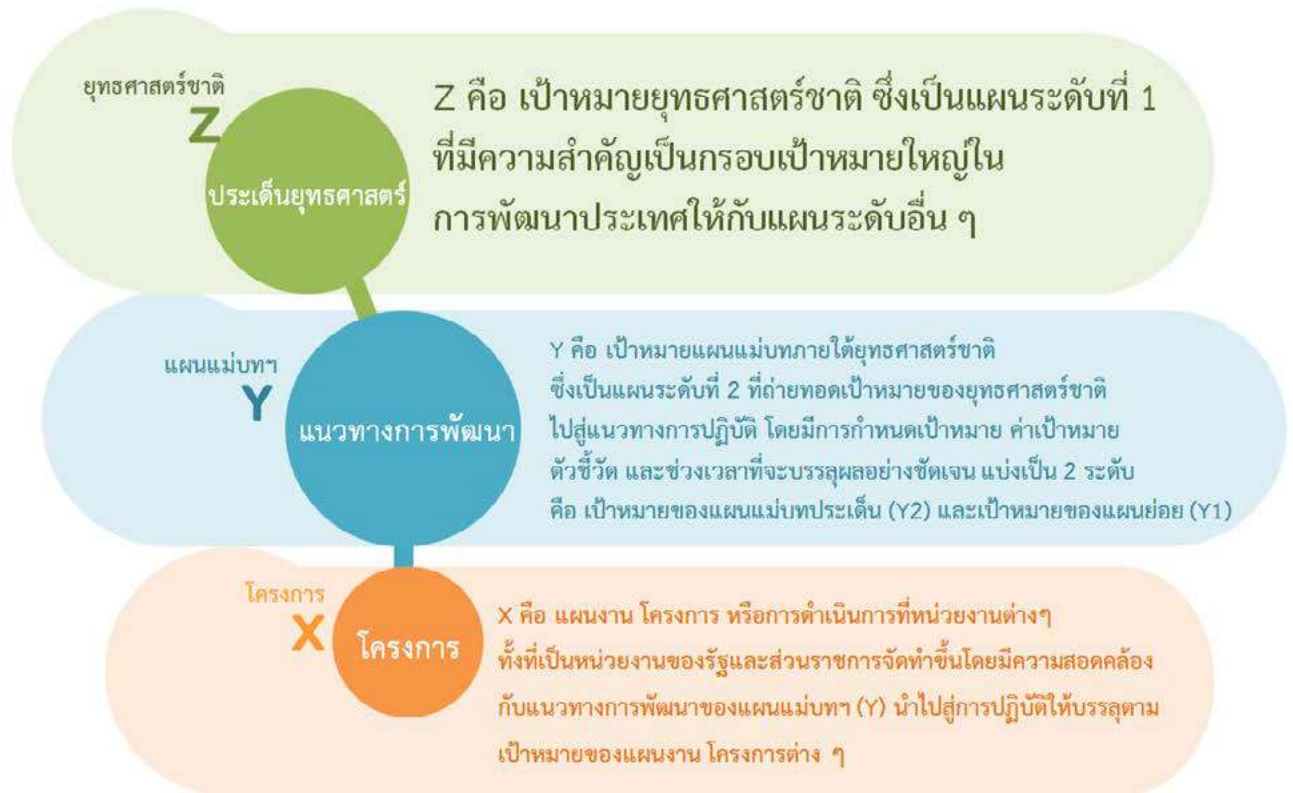 ยุทธศาสตร์ชาติ
Z
ประเด็นยุทธศาสตร์
Z คือ เป้าหมายยุทธศาสตร์ชาติ ซึ่งเป็นแผนระดับที่ 1
ที่มีความสำคัญเป็นกรอบเป้าหมายใหญ่ใน
การพัฒนาประเทศให้กับแผนระดับอื่น ๆ
แผนแม่บทฯ
Y
แนวทางการพัฒนา
Y คือ เป้าหมายแผนแม่บทภายใต้ยุทธศาสตร์ชาติ
ซึ่งเป็นแผนระดับที่ 2 ที่ถ่ายทอดเป้าหมายของยุทธศาสตร์ชาติ
ไปสู่แนวทางการปฏิบัติ โดยมีการกำหนดเป้าหมาย ค่าเป้าหมาย
ตัวชี้วัด และช่วงเวลาที่จะบรรลุผลอย่างชัดเจน แบ่งเป็น 2 ระดับ
คือ เป้าหมายของแผนแม่บทประเด็น (Y2) และเป้าหมายของแผนย่อย (Y1)
โครงการ
X
โครงการ
X คือ แผนงาน โครงการ หรือการดำเนินการที่หน่วยงานต่างๆ
ทั้งที่เป็นหน่วยงานของรัฐและส่วนราชการจัดทำขึ้นโดยมีความสอดคล้อง
กับแนวทางการพัฒนาของแผนแม่บทฯ (Y) นำไปสู่การปฏิบัติให้บรรลุตาม
เป้าหมายของแผนงาน โครงการต่าง ๆ